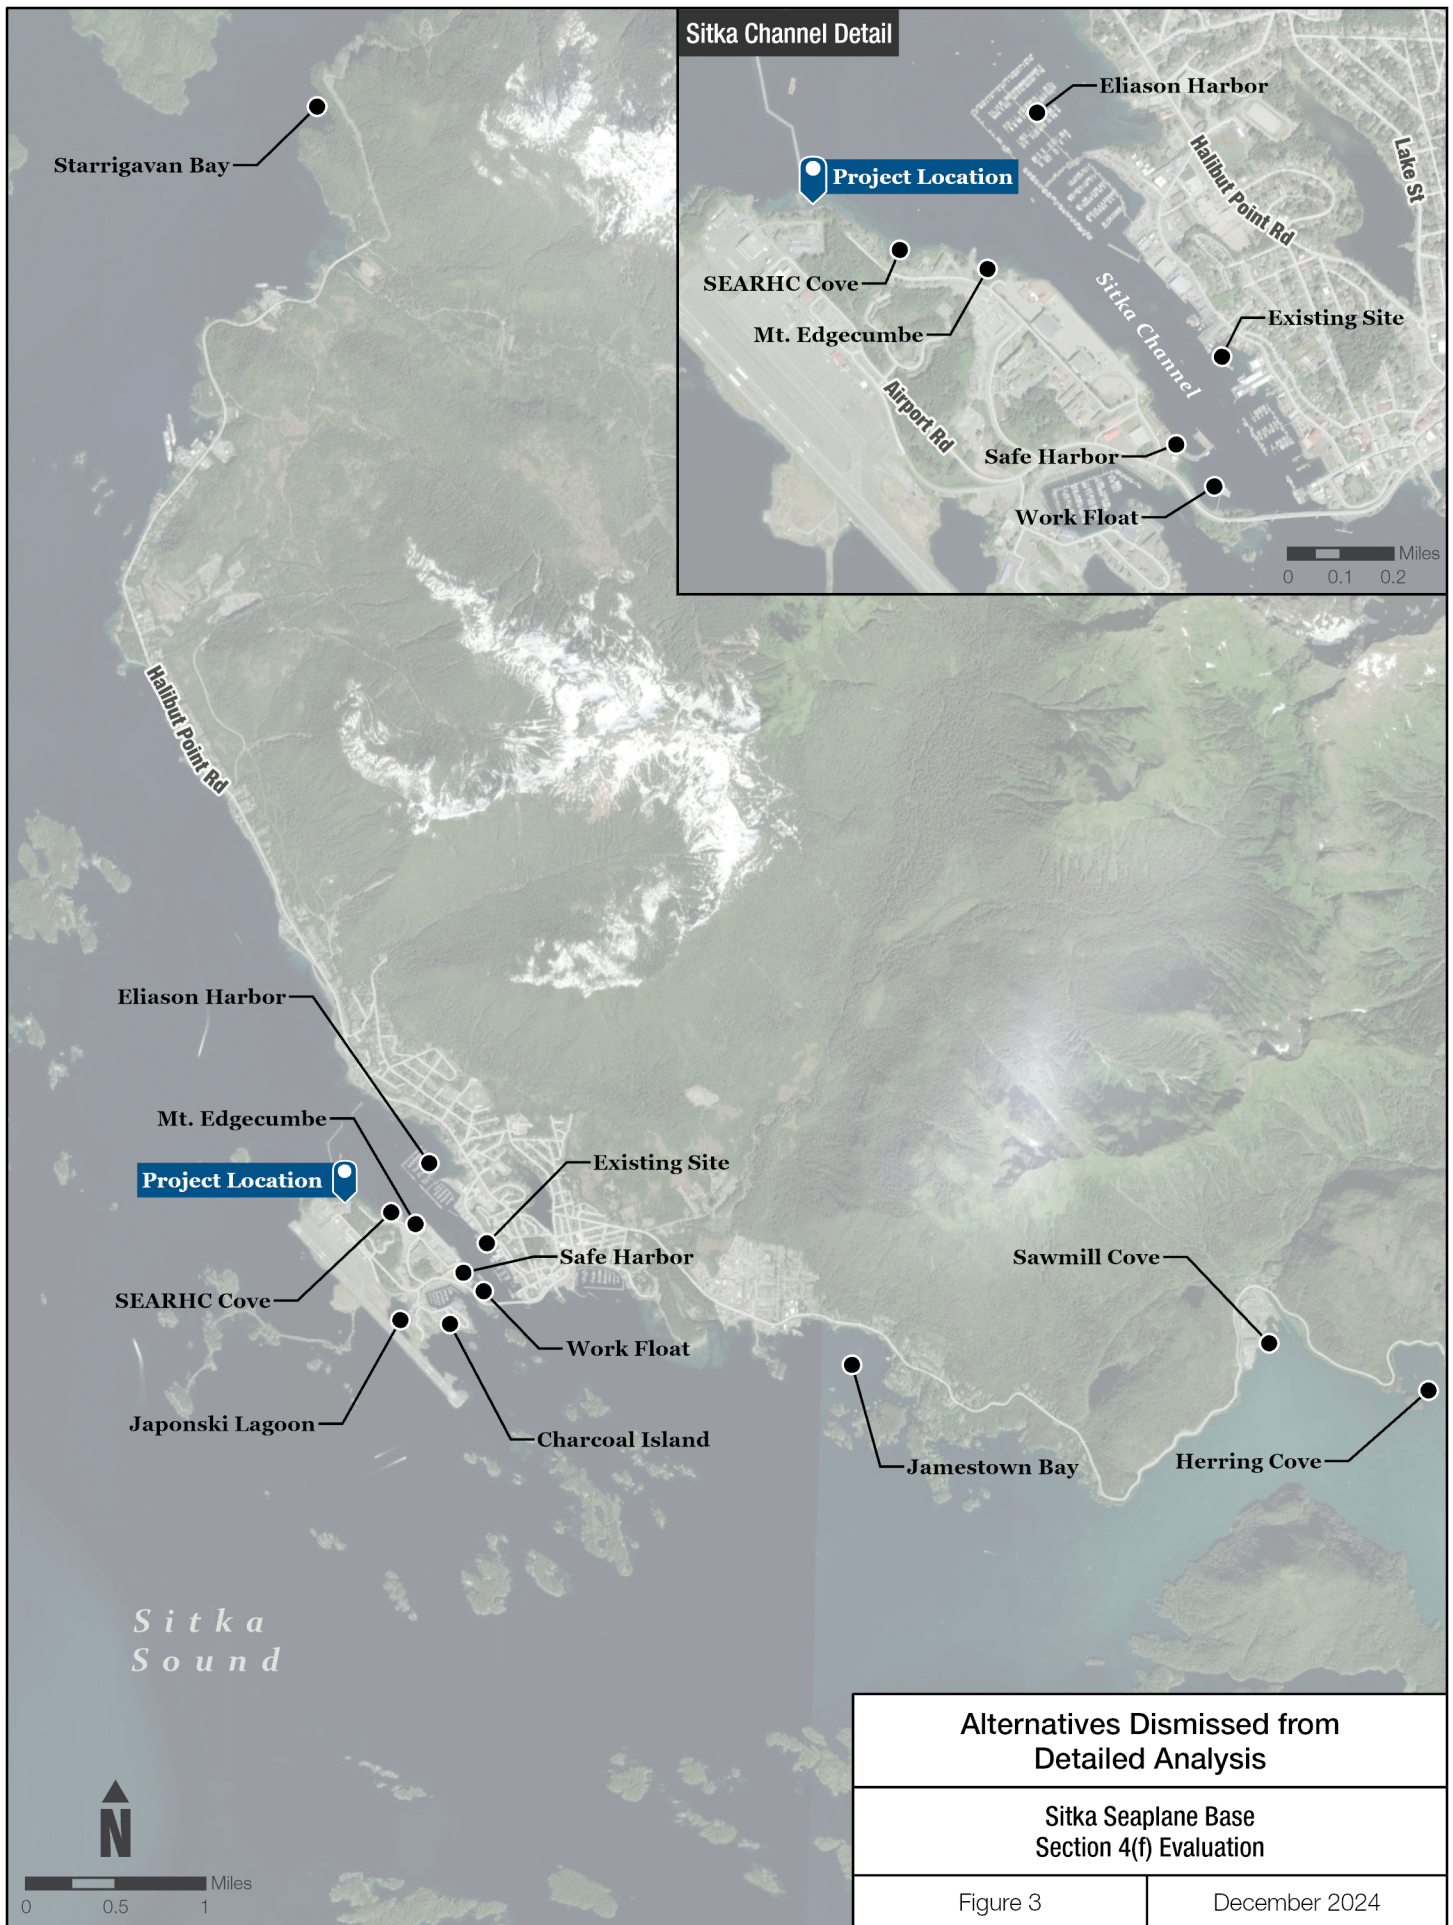 Sitka Channel Detail
Eliason Harbor
Project Location
Halibut Point Rd
Lake St
SEARHC Cove
Mt. Edgecumbe
Sitka Channel
Existing Site
Airport Rd
Safe Harbor
Work Float
Miles
0 0.1 0.2
Starrigavan Bay
Halibut Point Rd
Eliason Harbor
Mt. Edgecumbe
Project Location
Existing Site
Safe Harbor
Sawmill Cove
SEARHC Cove
Work Float
Japonski Lagoon
Charcoal Island
Jamestown Bay
Herring Cove
Sitka
Sound
N
Miles
0 0.5 1
Alternatives Dismissed from
Detailed Analysis
Sitka Seaplane Base
Section 4(f) Evaluation
Figure 3
December 2024